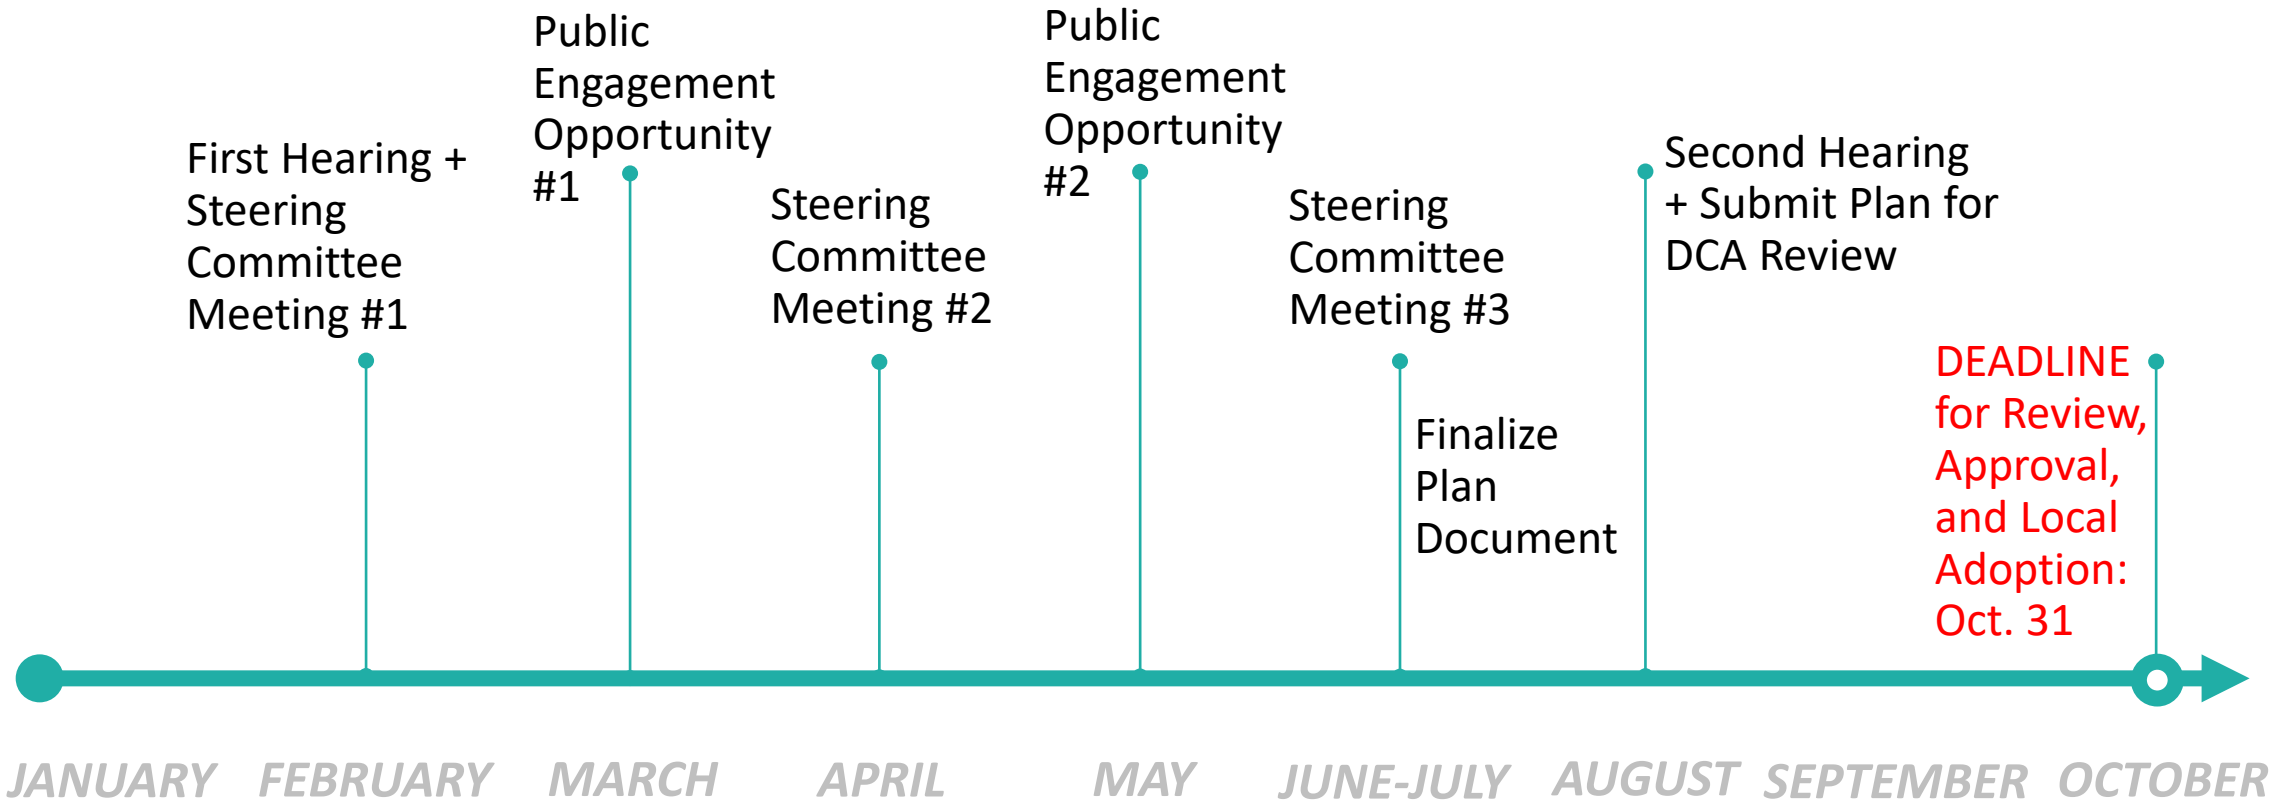 First Hearing +
Steering
Committee
Meeting #1
Public
Engagement
Opportunity
#1
Steering
Committee
Meeting #2
Public
Engagement
Opportunity
#2
Steering
Committee
Meeting #3
Finalize
Plan
Document
Second Hearing
+ Submit Plan for
DCA Review
DEADLINE
for Review,
Approval,
and Local
Adoption:
Oct. 31
JANUARY FEBRUARY MARCH APRIL MAY JUNE-JULY AUGUST SEPTEMBER OCTOBER